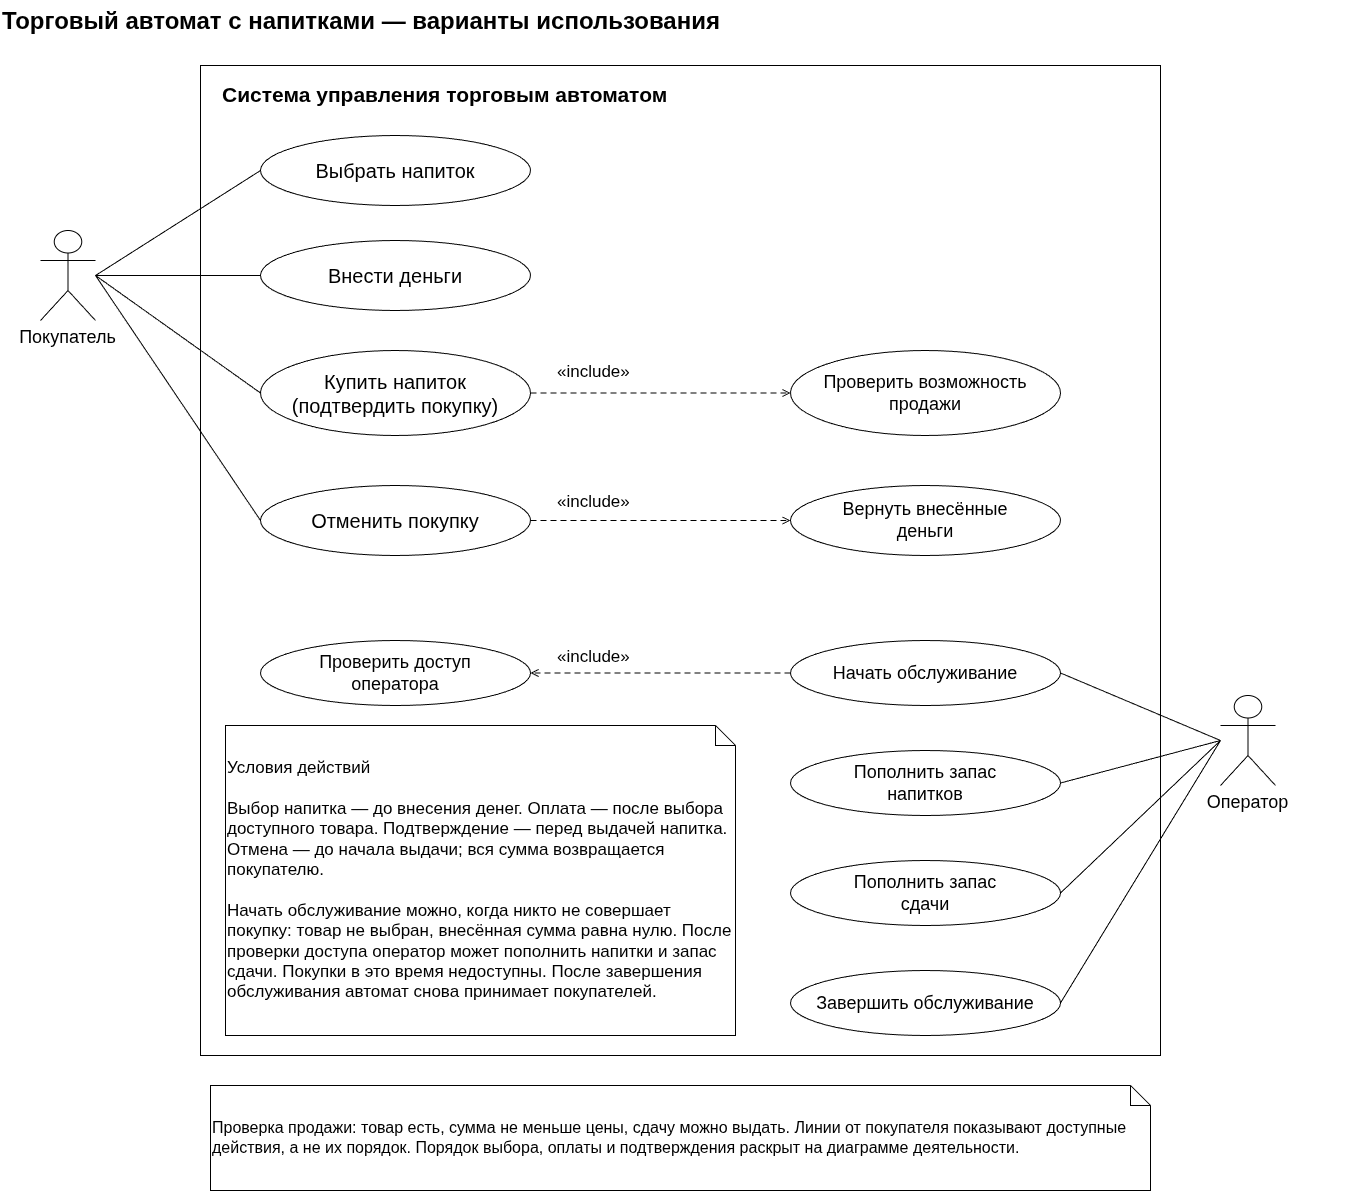 Торговый автомат с напитками — варианты использования
Система управления торговым автоматом
Выбрать напиток
Внести деньги
Покупатель
Купить напиток
(подтвердить покупку)
«include»
Проверить возможность
продажи
Отменить покупку
«include»
Вернуть внесённые
деньги
Проверить доступ
оператора
«include»
Начать обслуживание
Пополнить запас
напитков
Оператор
Пополнить запас
сдачи
Завершить обслуживание
Условия действий
Выбор напитка — до внесения денег. Оплата — после выбора
доступного товара. Подтверждение — перед выдачей напитка.
Отмена — до начала выдачи; вся сумма возвращается
покупателю.
Начать обслуживание можно, когда никто не совершает
покупку: товар не выбран, внесённая сумма равна нулю. После
проверки доступа оператор может пополнить напитки и запас
сдачи. Покупки в это время недоступны. После завершения
обслуживания автомат снова принимает покупателей.
Проверка продажи: товар есть, сумма не меньше цены, сдачу можно выдать. Линии от покупателя показывают доступные
действия, а не их порядок. Порядок выбора, оплаты и подтверждения раскрыт на диаграмме деятельности.